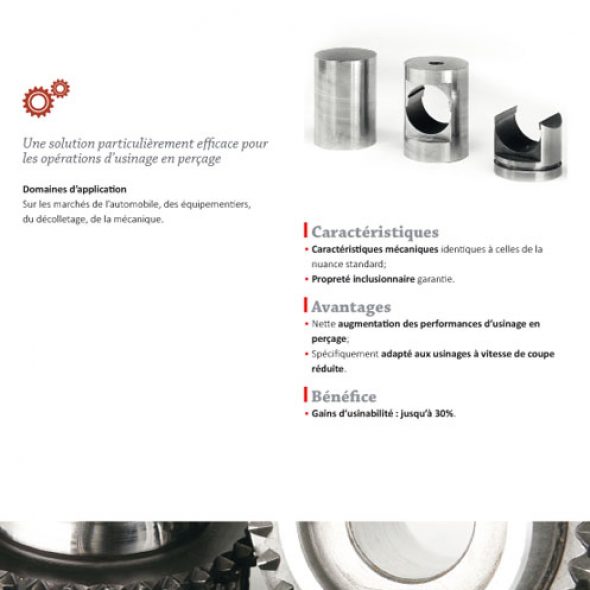 Une solution particulièrement efficace pour
les opérations d'usinage en perçage
Domaines d'application
Sur les marchés de l'automobile, des équipementiers,
du décolletage, de la mécanique.
Caractéristiques
• Caractéristiques mécaniques identiques à celles de la
nuance standard;
• Propreté inclusionnaire garantie.
Avantages
• Nette augmentation des performances d'usinage en
perçage;
• Spécifiquement adapté aux usinages à vitesse de coupe
réduite.
Bénéfice
• Gains d'usinabilité : jusqu'à 30%.